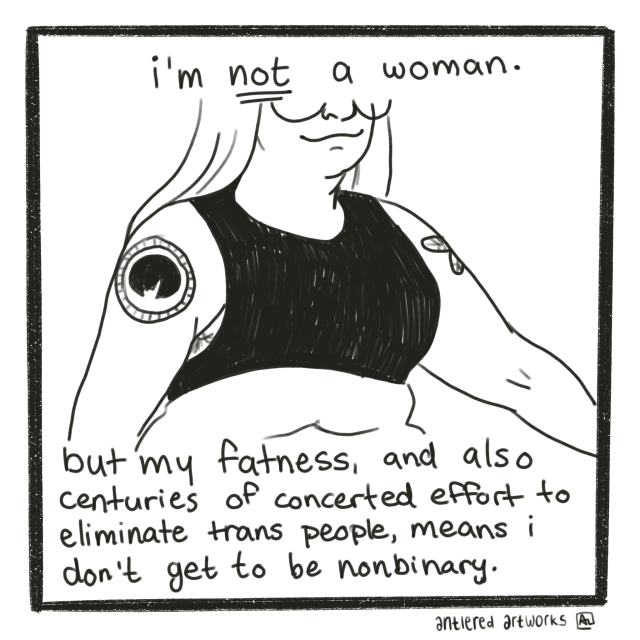 i'm not a woman.
but my fatness, and also
centuries of concerted effort to
eliminate trans people, means i
don't get to be nonbinary.
antlered artworks